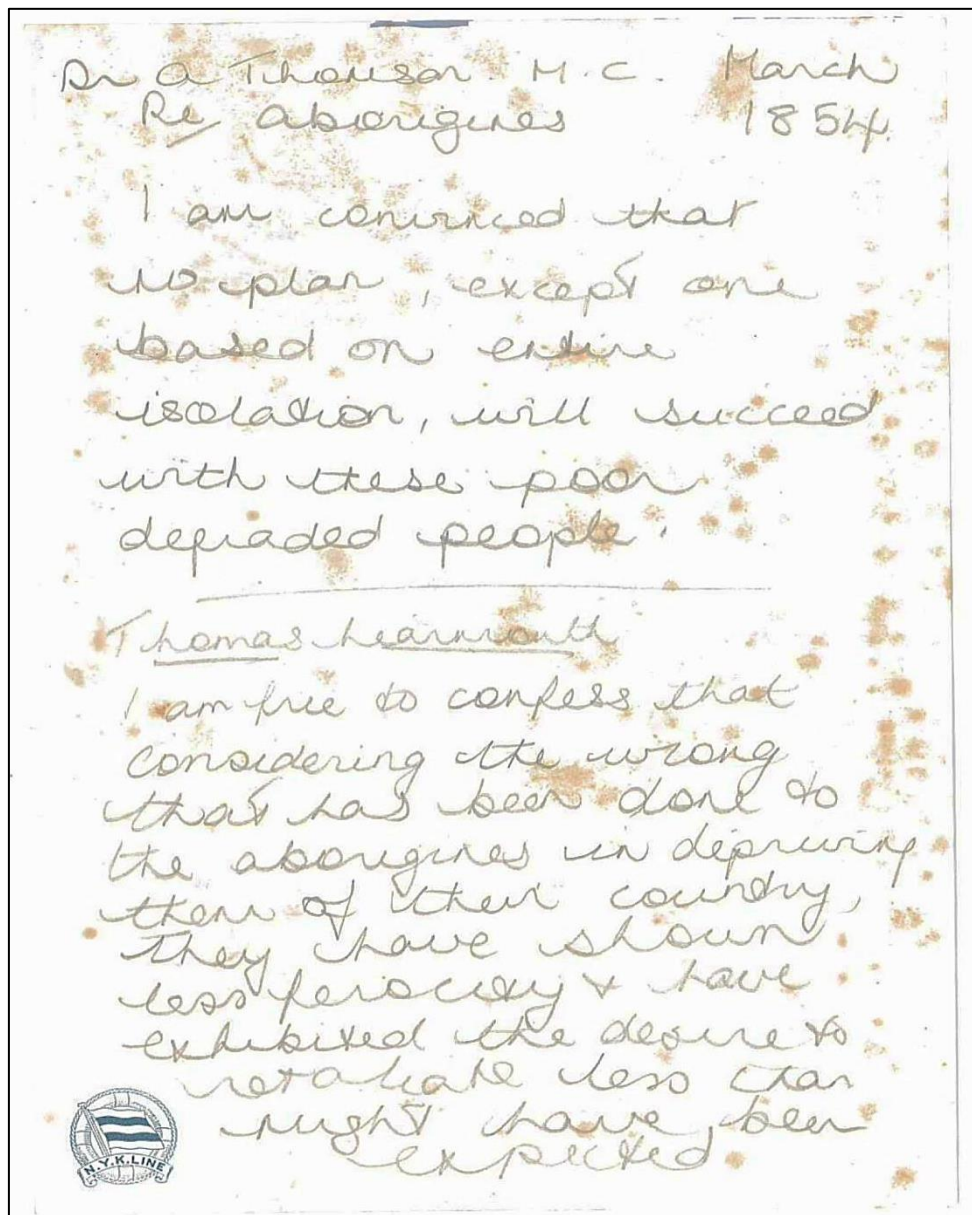 Dr A Thomson M.C. March
Re Aborigines 1854.
I am convinced that
no plan, except one
based on entire
isolation, will succeed
with these poor
degraded people.
Thomas Learmonth
I am free to confess that
considering the wrong
that has been done to
the aborigines in depriving
them of their country,
they have shown
less ferocity & have
exhibited the desire to
retaliate less than
might have been
expected.
N.Y.K. LINE